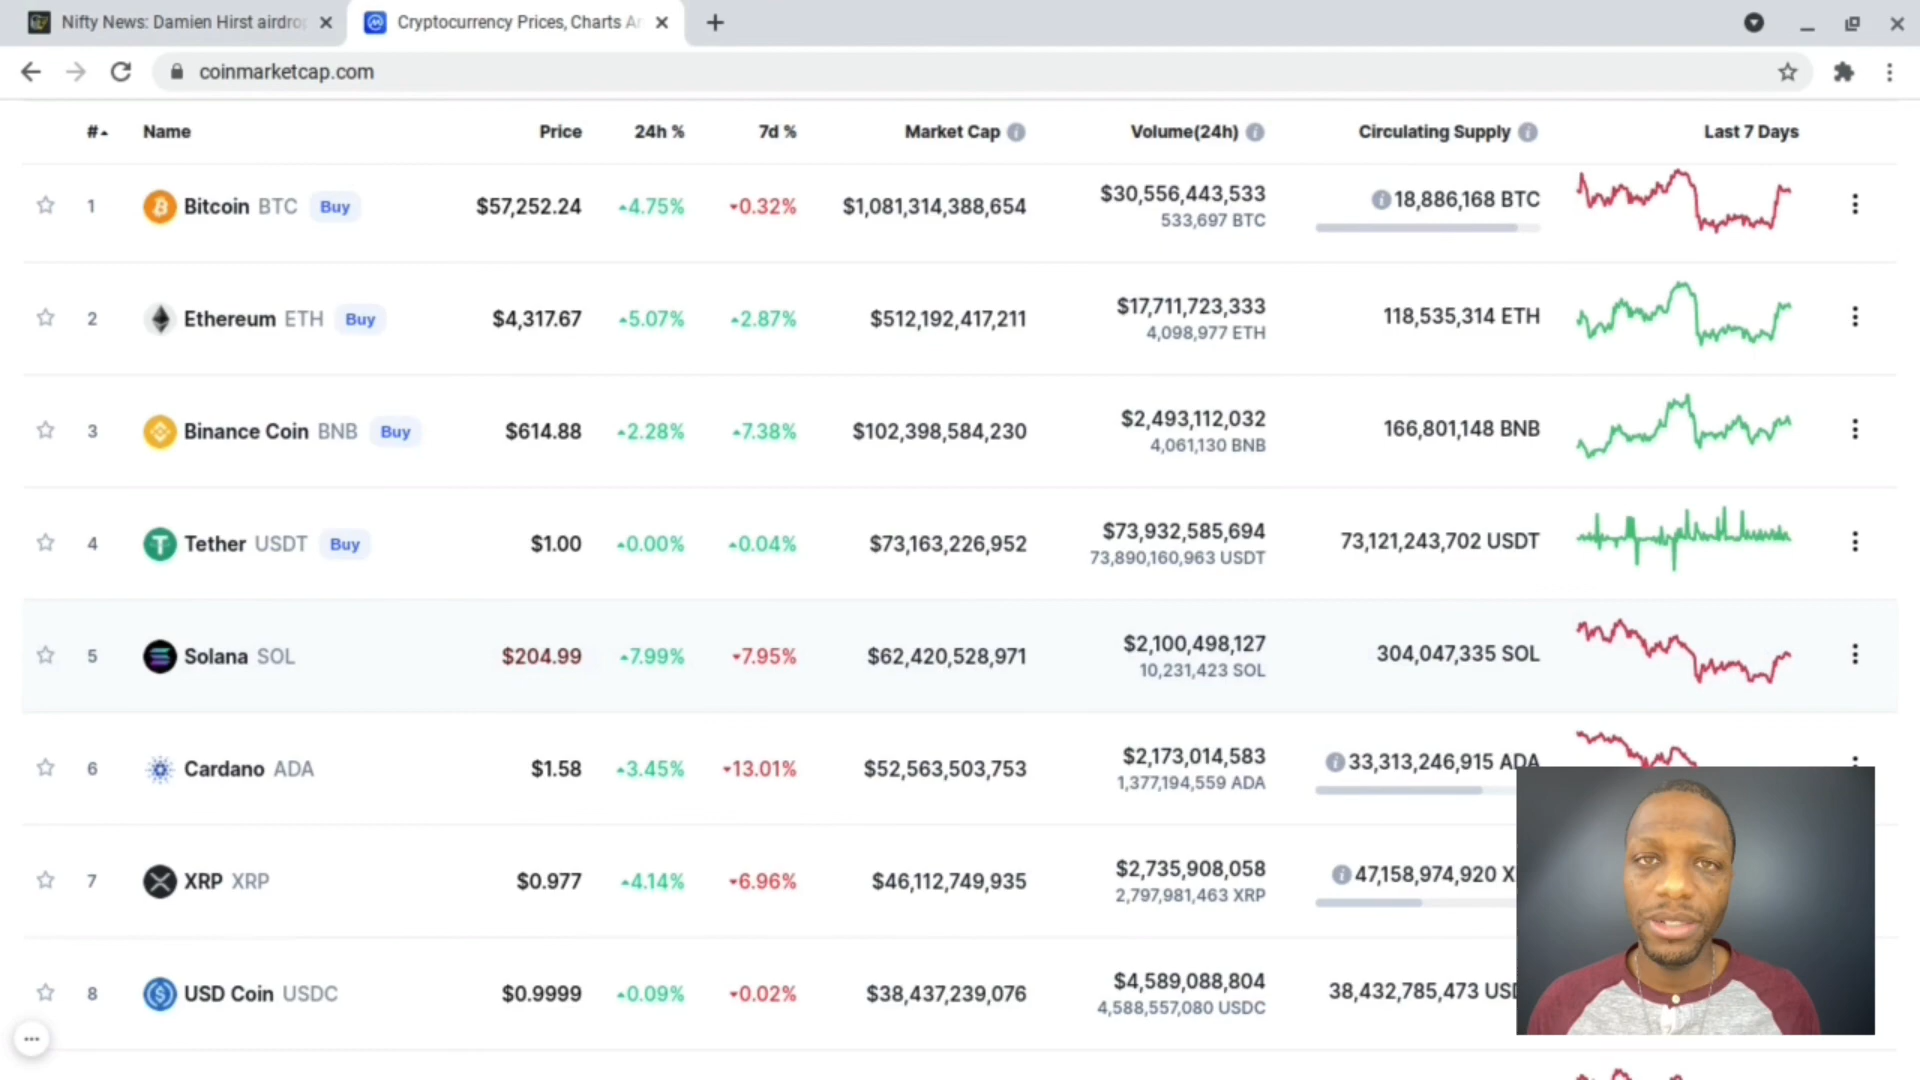 Nifty News: Damien Hirst airdrop
Cryptocurrency Prices, Charts An
coinmarketcap.com
# Name Price 24h % 7d % Market Cap Volume(24h) Circulating Supply Last 7 Days
1 Bitcoin BTC Buy $57,252.24 4.75% 0.32% $1,081,314,388,654 $30,556,443,533 18,886,168 BTC
533,697 BTC
2 Ethereum ETH Buy $4,317.67 5.07% 2.87% $512,192,417,211 $17,711,723,333 118,535,314 ETH
4,098,977 ETH
3 Binance Coin BNB Buy $614.88 2.28% 7.38% $102,398,584,230 $2,493,112,032 166,801,148 BNB
4,061,130 BNB
4 Tether USDT Buy $1.00 0.00% 0.04% $73,163,226,952 $73,932,585,694 73,121,243,702 USDT
73,890,160,963 USDT
5 Solana SOL $204.99 7.99% 7.95% $62,420,528,971 $2,100,498,127 304,047,335 SOL
10,231,423 SOL
6 Cardano ADA $1.58 3.45% 13.01% $52,563,503,753 $2,173,014,583 33,313,246,915 ADA
1,377,194,559 ADA
7 XRP XRP $0.977 4.14% 6.96% $46,112,749,935 $2,735,908,058 47,158,974,920 X
2,797,981,463 XRP
8 USD Coin USDC $0.9999 0.09% 0.02% $38,437,239,076 $4,589,088,804 38,432,785,473 USD
4,588,557,080 USDC